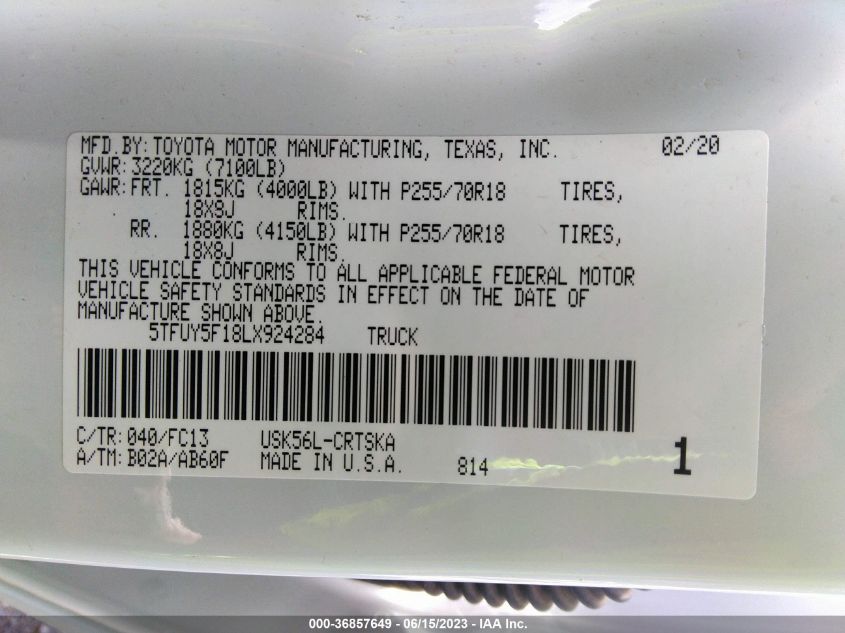 MFD.BY: TOYOTA MOTOR MANUFACTURING, TEXAS, INC. 02/20
GVWR: 3220KG (7100LB)
GAWR: FRT. 1815KG (4000LB) WITH P255/70R18 TIRES,
18X8J RIMS.
RR. 1880KG (4150LB) WITH P255/70R18 TIRES,
18X8J RIMS.
THIS VEHICLE CONFORMS TO ALL APPLICABLE FEDERAL MOTOR
VEHICLE SAFETY STANDARDS IN EFFECT ON THE DATE OF
MANUFACTURE SHOWN ABOVE.
5TFUY5F18LX924284 TRUCK
C/TR: 040/FC13 USK56L-CRTSKA
A/TM: B02A/AB60F MADE IN U.S.A. 814 1
000-36857649 - 06/15/2023 - IAA Inc.